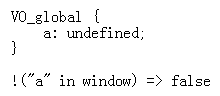 VO_global {
    a: undefined;
}
!("a" in window) => false